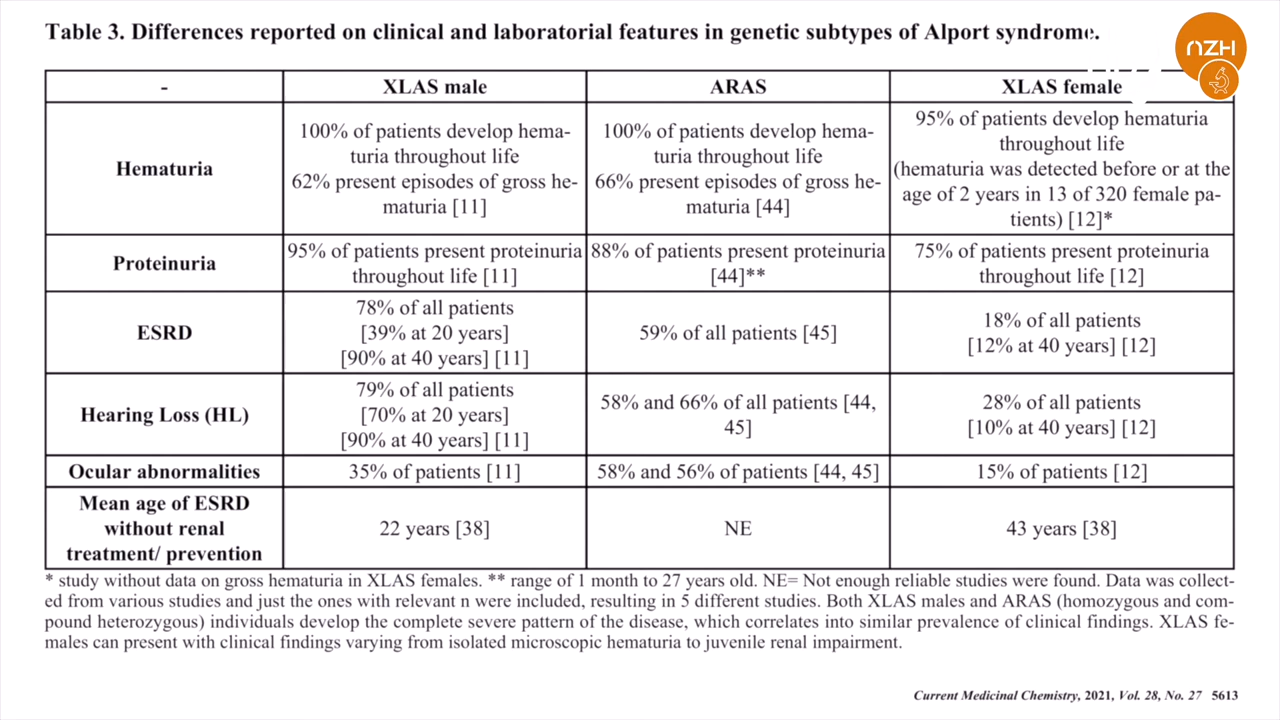 Table 3. Differences reported on clinical and laboratorial features in genetic subtypes of Alport syndrome.
NZH
-
XLAS male
ARAS
XLAS female
Hematuria
100% of patients develop hema-
turia throughout life
62% present episodes of gross he-
maturia [11]
100% of patients develop hema-
turia throughout life
66% present episodes of gross he-
maturia [44]
95% of patients develop hematuria
throughout life
(hematuria was detected before or at the
age of 2 years in 13 of 320 female pa-
tients) [12]*
Proteinuria
95% of patients present proteinuria
throughout life [11]
88% of patients present proteinuria
[44]**
75% of patients present proteinuria
throughout life [12]
ESRD
78% of all patients
[39% at 20 years]
[90% at 40 years] [11]
59% of all patients [45]
18% of all patients
[12% at 40 years] [12]
Hearing Loss (HL)
79% of all patients
[70% at 20 years]
[90% at 40 years] [11]
58% and 66% of all patients [44,
45]
28% of all patients
[10% at 40 years] [12]
Ocular abnormalities
35% of patients [11]
58% and 56% of patients [44, 45]
15% of patients [12]
Mean age of ESRD
without renal
treatment/ prevention
22 years [38]
NE
43 years [38]
* study without data on gross hematuria in XLAS females. ** range of 1 month to 27 years old. NE= Not enough reliable studies were found. Data was collect-
ed from various studies and just the ones with relevant n were included, resulting in 5 different studies. Both XLAS males and ARAS (homozygous and com-
pound heterozygous) individuals develop the complete severe pattern of the disease, which correlates into similar prevalence of clinical findings. XLAS fe-
males can present with clinical findings varying from isolated microscopic hematuria to juvenile renal impairment.
Current Medicinal Chemistry, 2021, Vol. 28, No. 27 5613